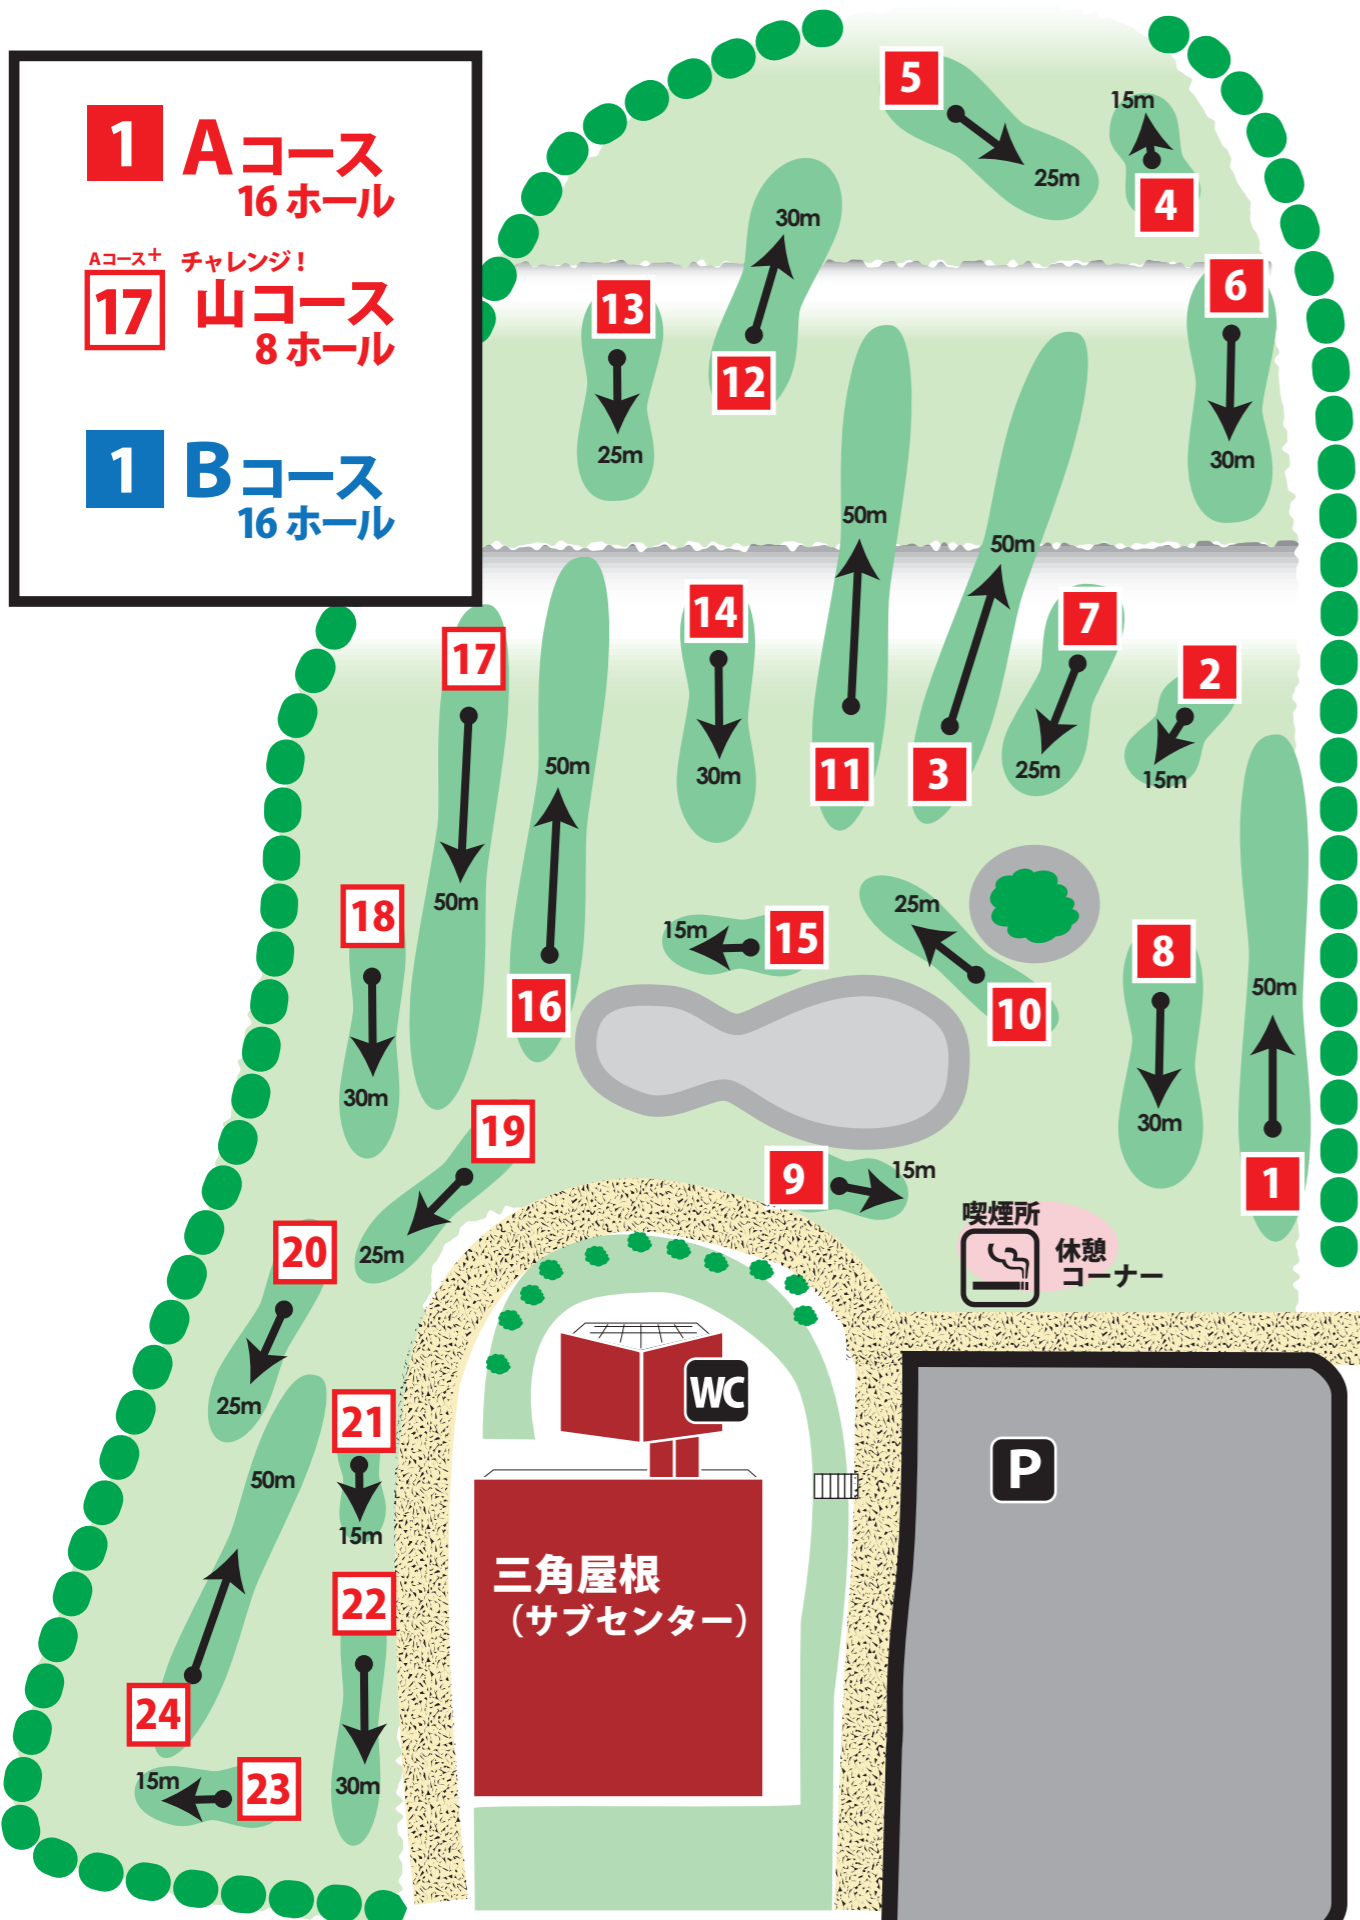 1 Aコース
16 ホール
Aコース+ チャレンジ！
17 山コース
8 ホール
1 Bコース
16 ホール
5
25m
15m
4
30m
12
13
25m
6
30m
50m
11
50m
3
14
30m
7
25m
2
15m
17
50m
50m
16
18
30m
15m 15
25m
10
8
30m
50m
1
19
25m
9 15m
喫煙所
休憩
コーナー
20
25m
21
15m
WC
P
50m
24
22
30m
15m 23
三角屋根
（サブセンター）